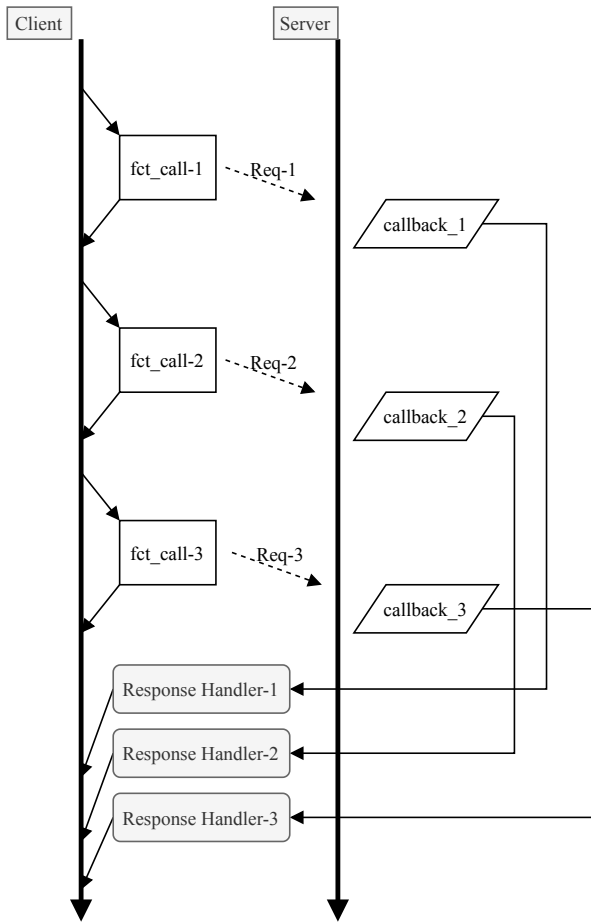 Client
Server
fct_call-1
Req-1
callback_1
fct_call-2
Req-2
callback_2
fct_call-3
Req-3
callback_3
Response Handler-1
Response Handler-2
Response Handler-3